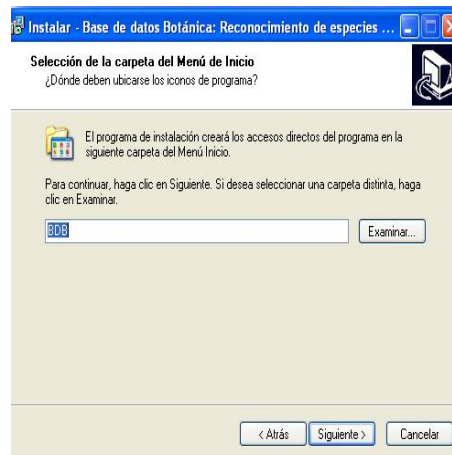 Instalar - Base de datos Botánica: Reconocimiento de especies ...
Selección de la carpeta del Menú de Inicio
¿Dónde deben ubicarse los iconos de programa?
El programa de instalación creará los accesos directos del programa en la
siguiente carpeta del Menú Inicio.
Para continuar, haga clic en Siguiente. Si desea seleccionar una carpeta distinta, haga
clic en Examinar.
BDB
Examinar...
< Atrás
Siguiente >
Cancelar